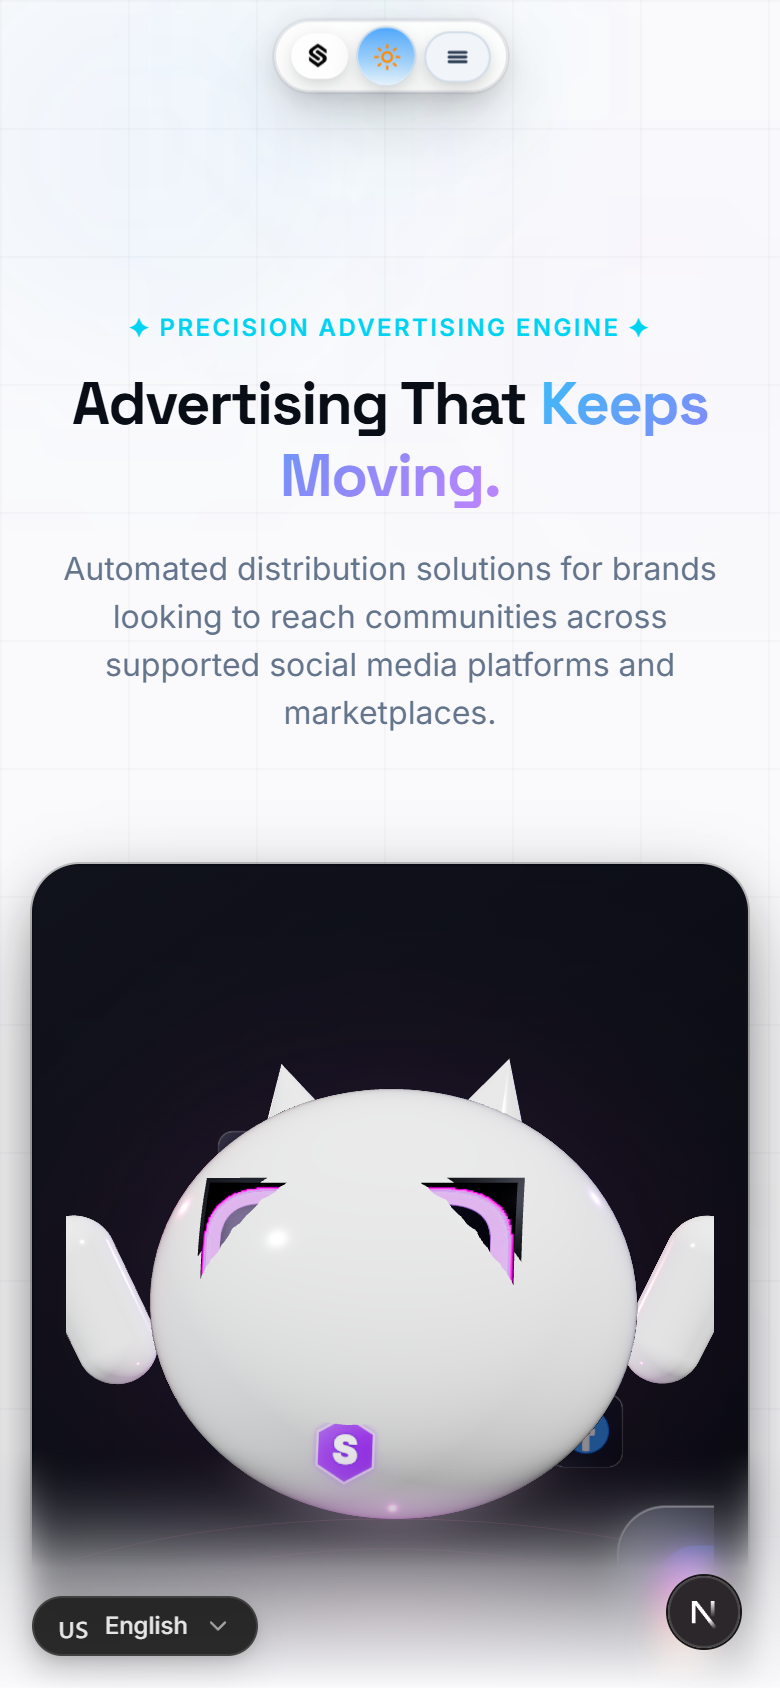 ✦ PRECISION ADVERTISING ENGINE ✦
Advertising That Keeps
Moving.
Automated distribution solutions for brands
looking to reach communities across
supported social media platforms and
marketplaces.
S
f
US English
N